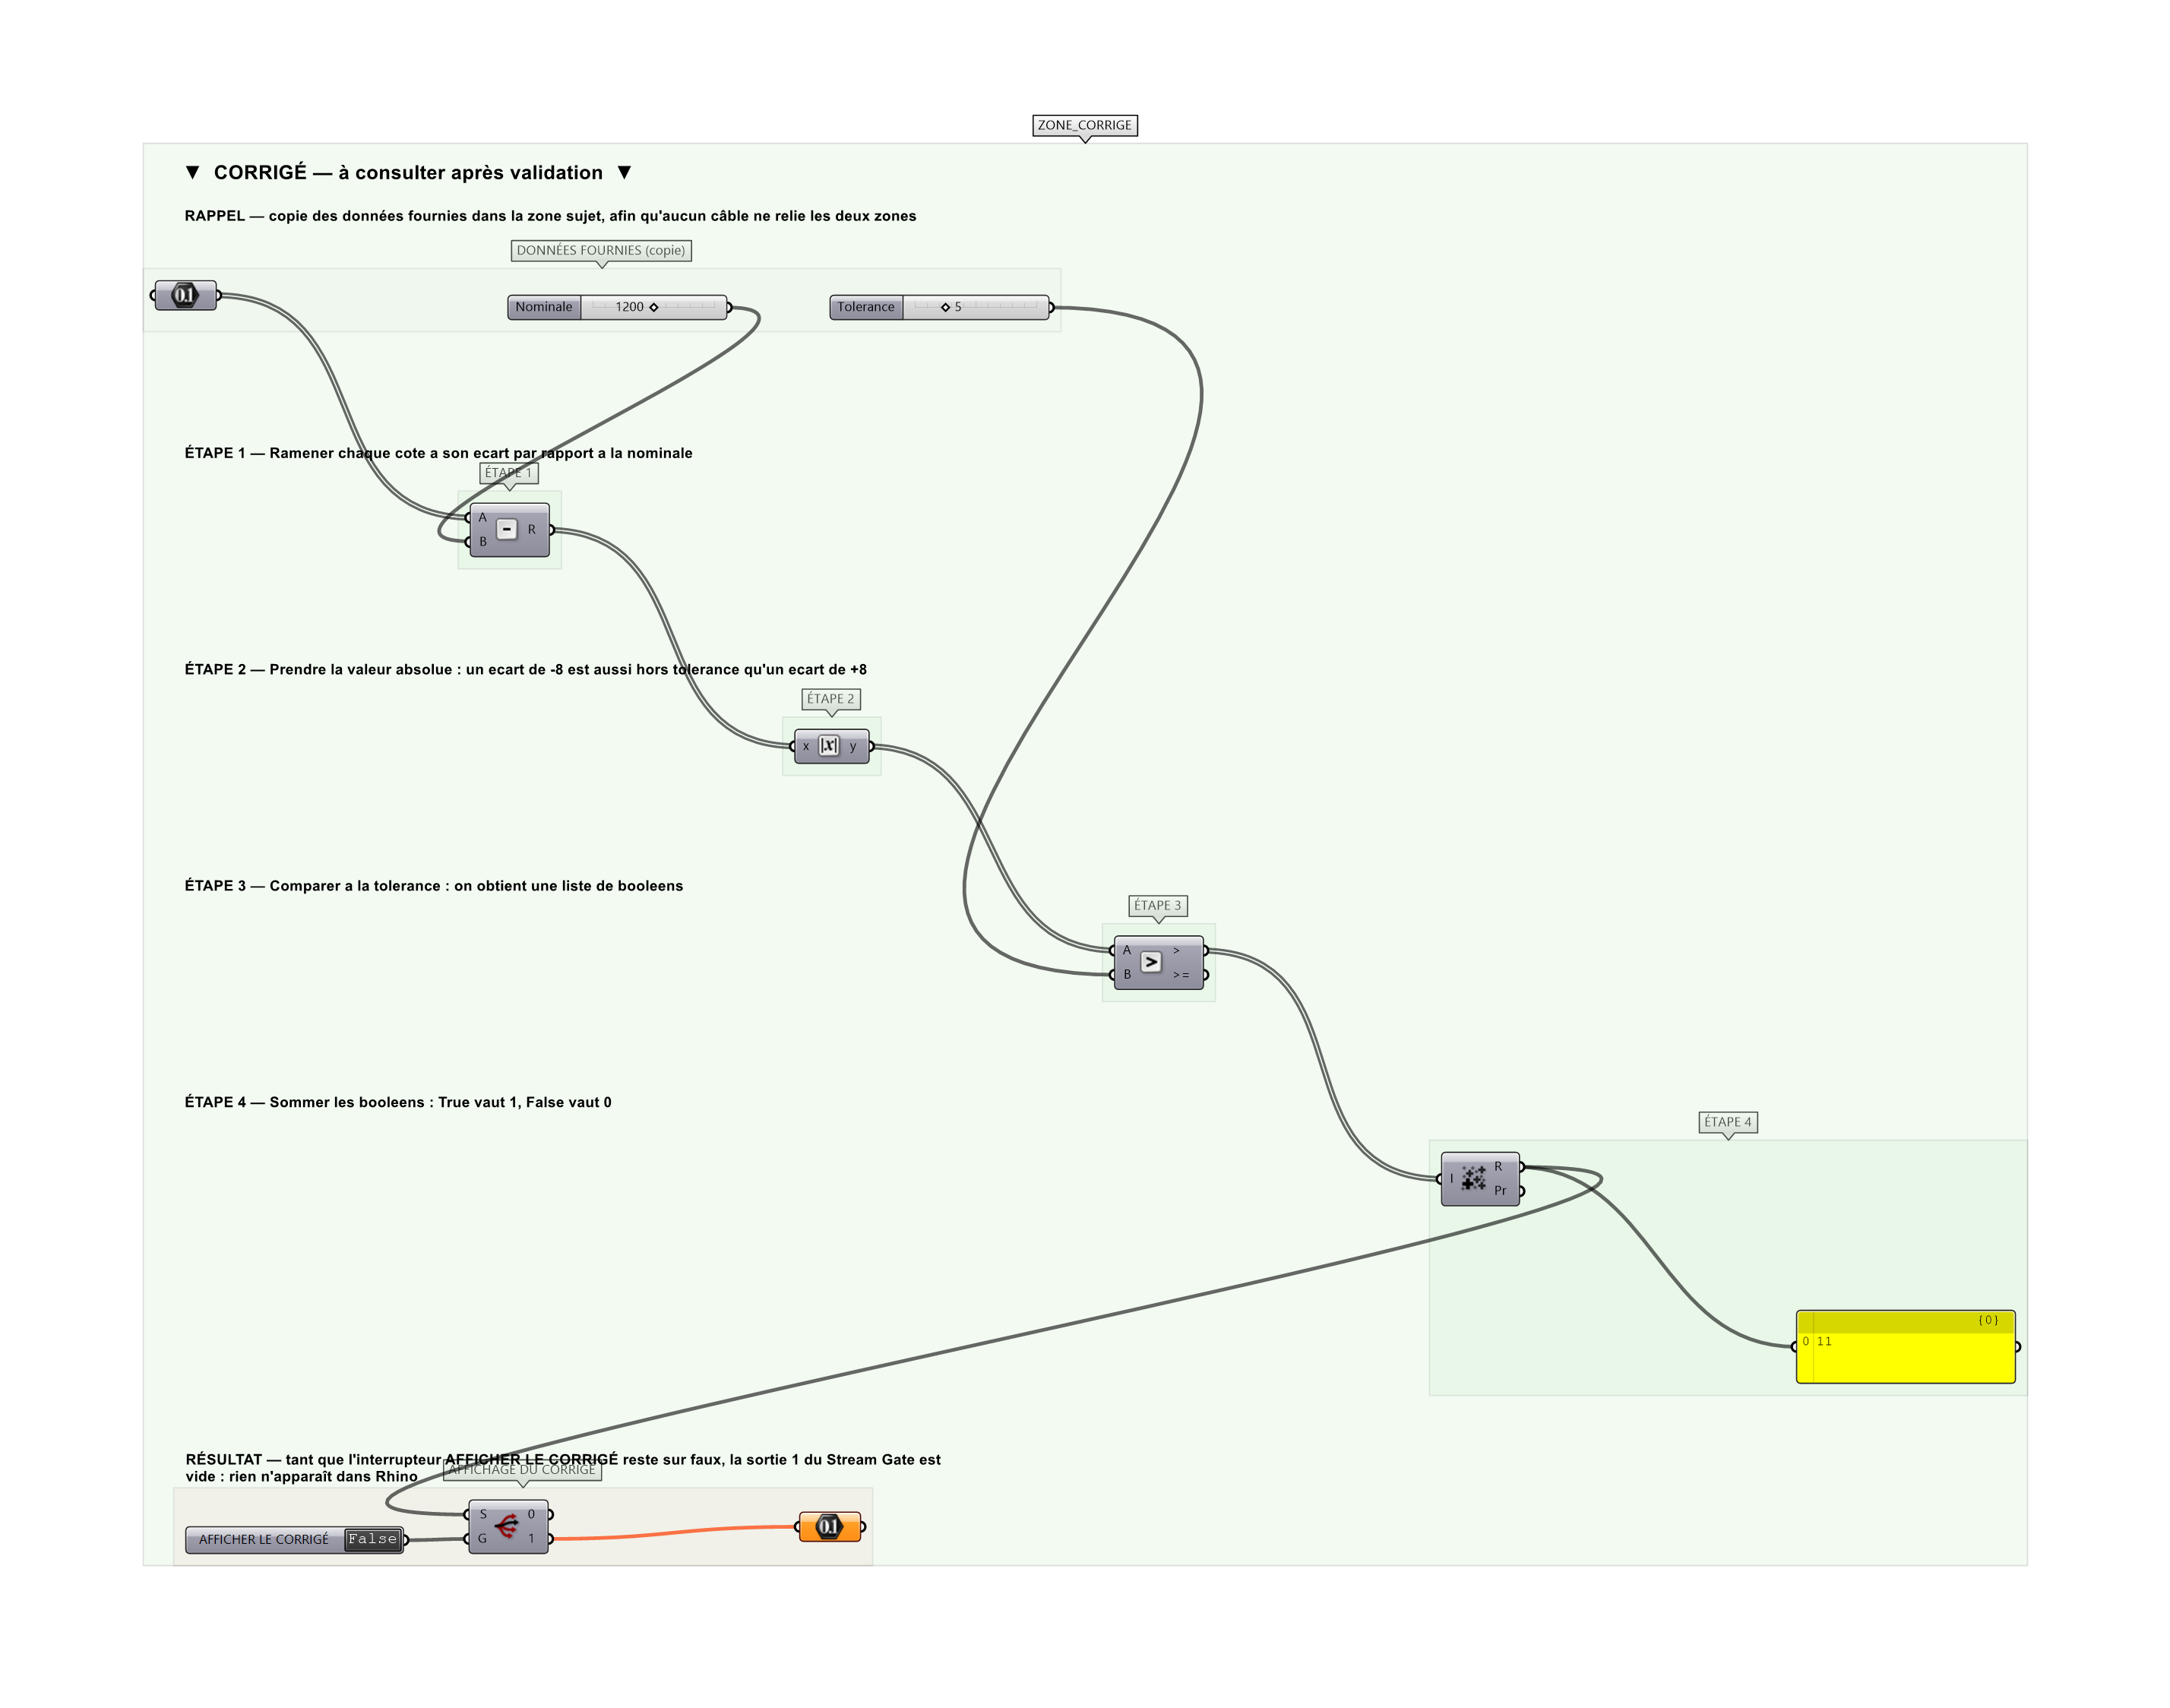 ZONE_CORRIGE
▼ CORRIGÉ — à consulter après validation ▼
RAPPEL — copie des données fournies dans la zone sujet, afin qu'aucun câble ne relie les deux zones
DONNÉES FOURNIES (copie)
0.1
Nominale 1200
Tolerance 5
ÉTAPE 1 — Ramener chaque cote a son ecart par rapport a la nominale
ÉTAPE 1
A - R
B
ÉTAPE 2 — Prendre la valeur absolue : un ecart de -8 est aussi hors tolerance qu'un ecart de +8
ÉTAPE 2
x |x| y
ÉTAPE 3 — Comparer a la tolerance : on obtient une liste de booleens
ÉTAPE 3
A > >
B >=
ÉTAPE 4 — Sommer les booleens : True vaut 1, False vaut 0
ÉTAPE 4
I R
Pr
{0}
0 11
RÉSULTAT — tant que l'interrupteur AFFICHER LE CORRIGÉ reste sur faux, la sortie 1 du Stream Gate est
vide : rien n'apparaît dans Rhino
AFFICHAGE DU CORRIGÉ
S 0
G 1
AFFICHER LE CORRIGÉ False
0.1